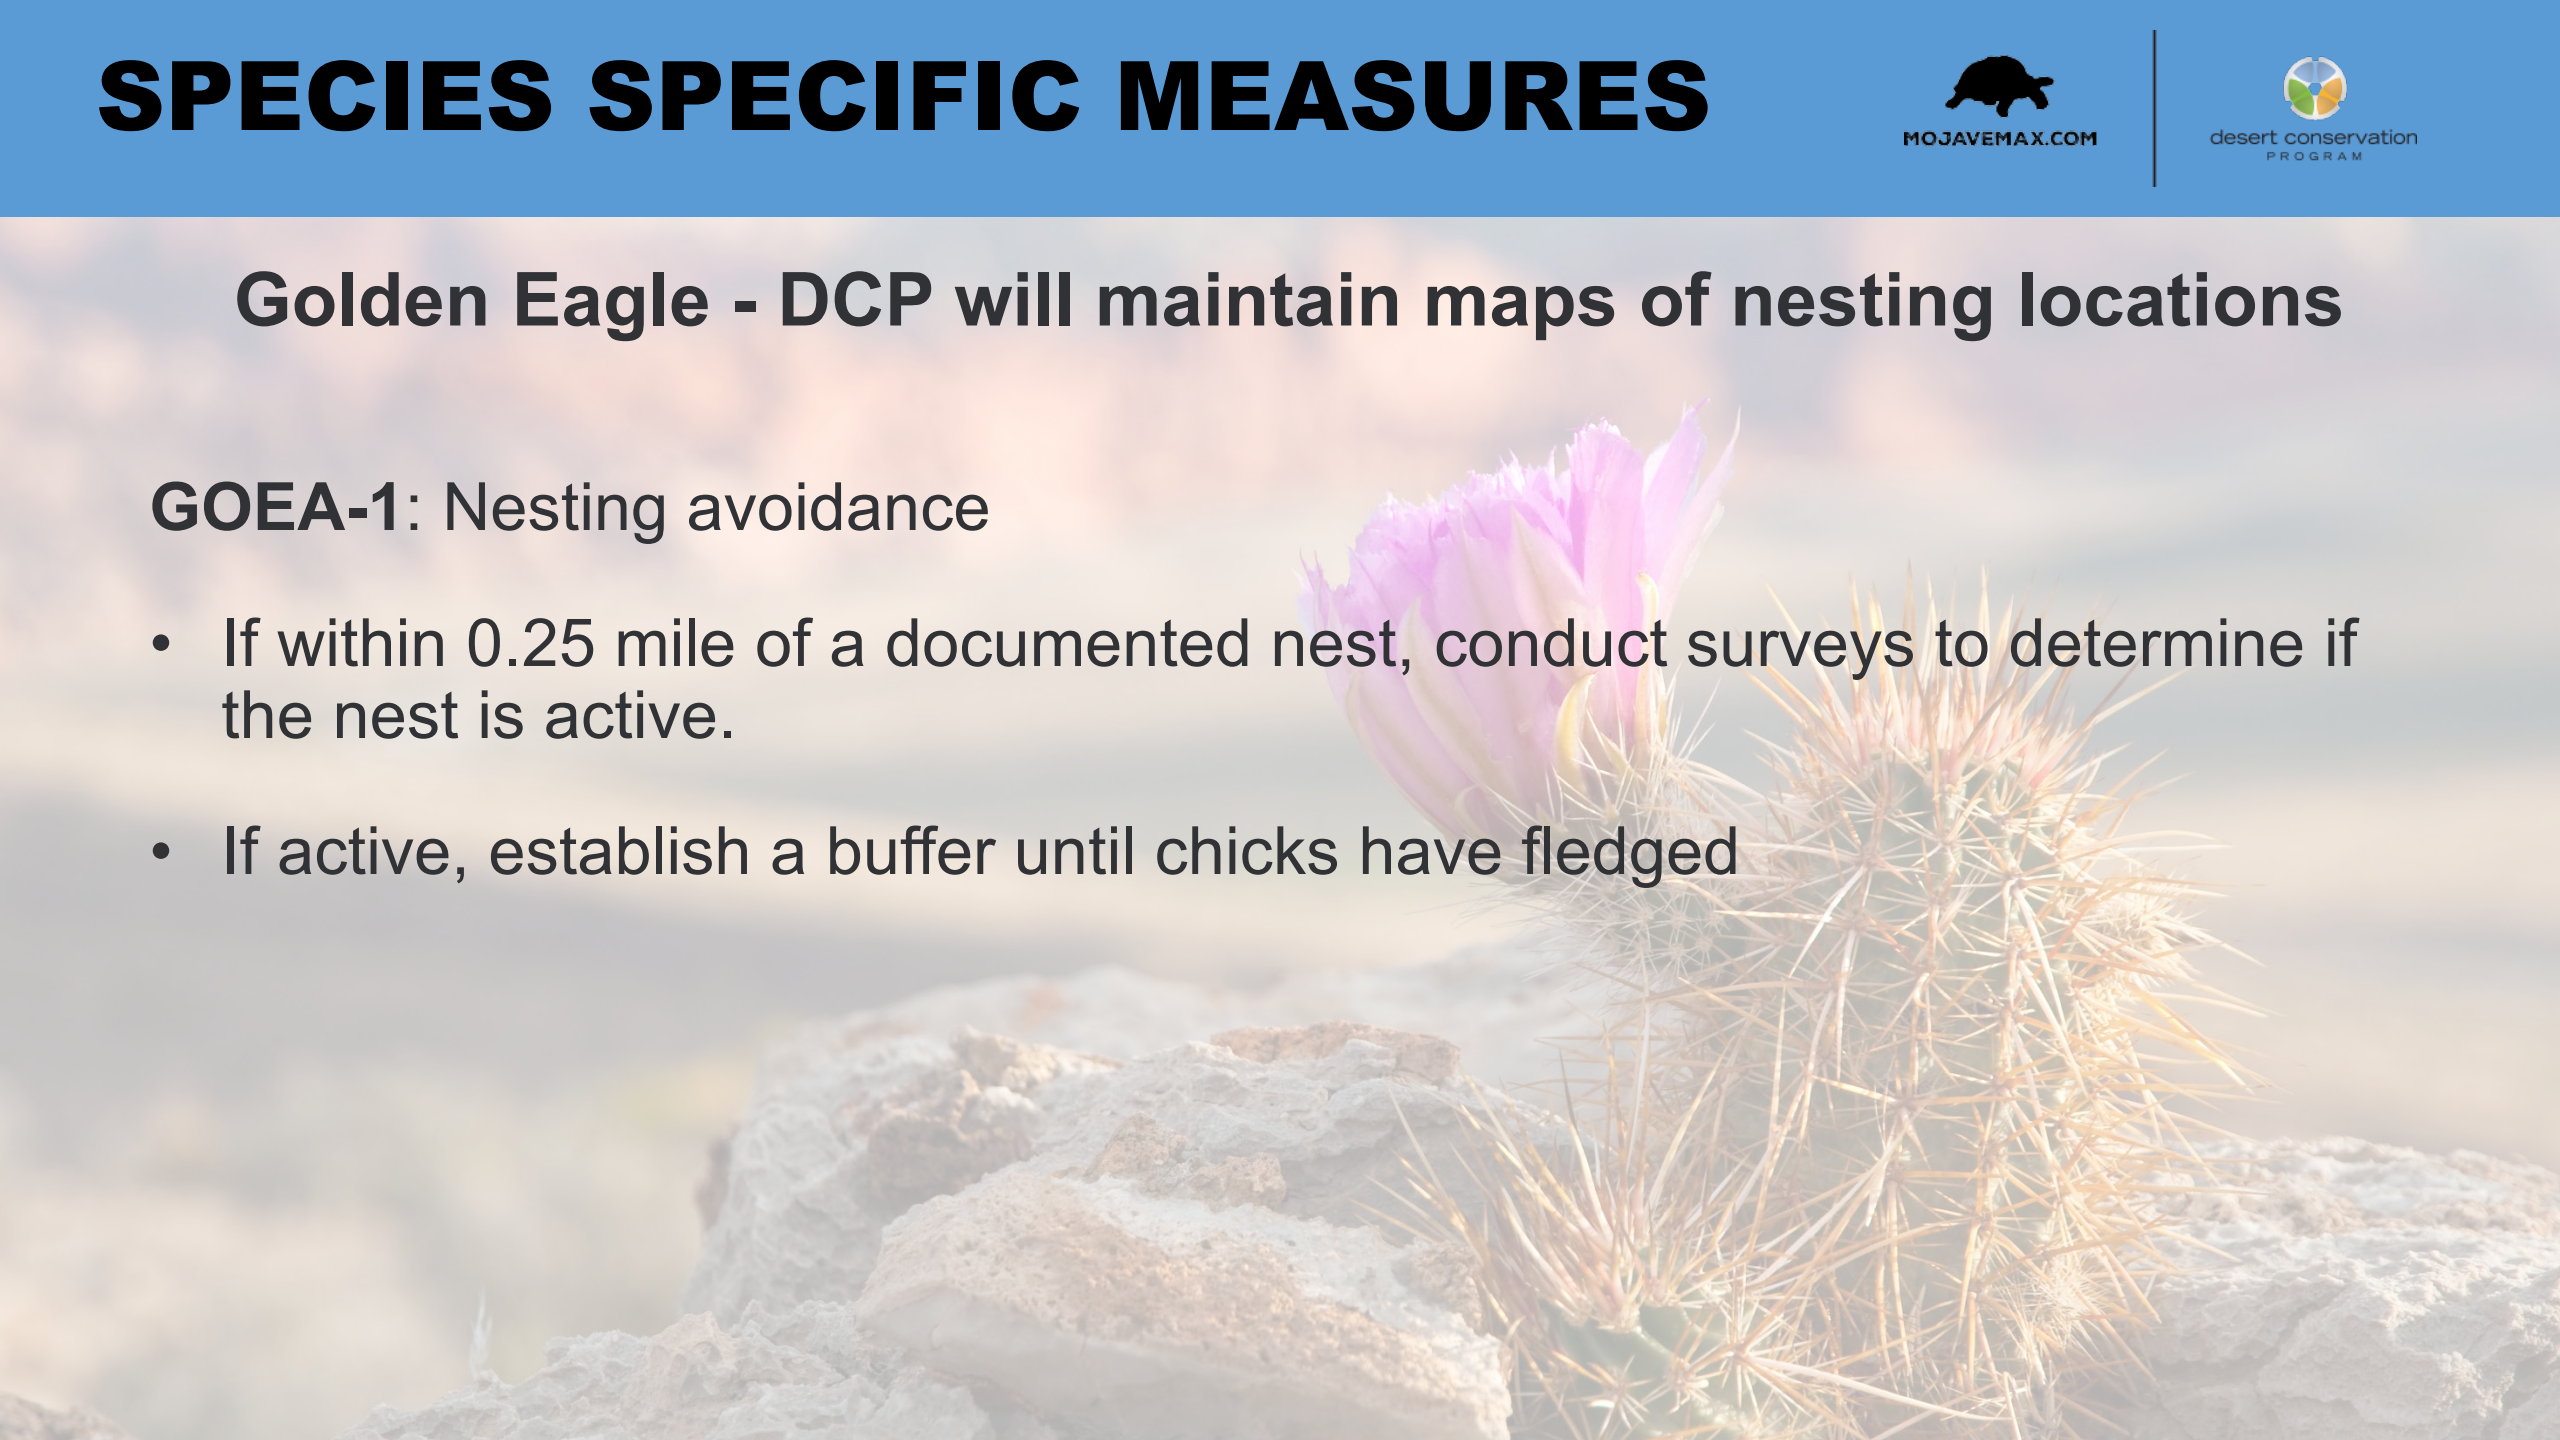 SPECIES SPECIFIC MEASURES
MOJAVEMAX.COM
desert conservation
PROGRAM
Golden Eagle - DCP will maintain maps of nesting locations
GOEA-1: Nesting avoidance
• If within 0.25 mile of a documented nest, conduct surveys to determine if
the nest is active.
• If active, establish a buffer until chicks have fledged